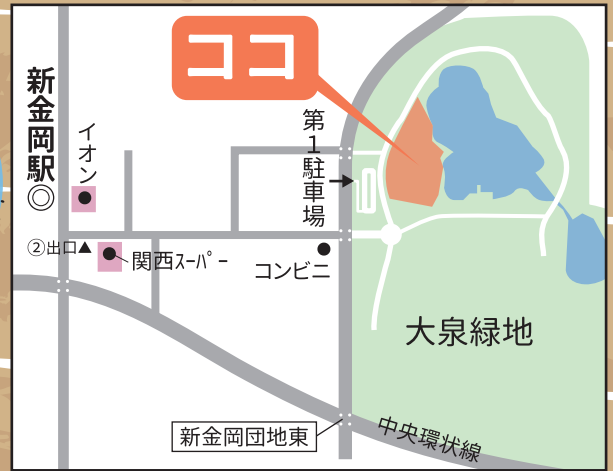 ココ
新金岡駅◎
イオン
第1駐車場
②出口▲
関西スーパー
コンビニ
大泉緑地
新金岡団地東
中央環状線